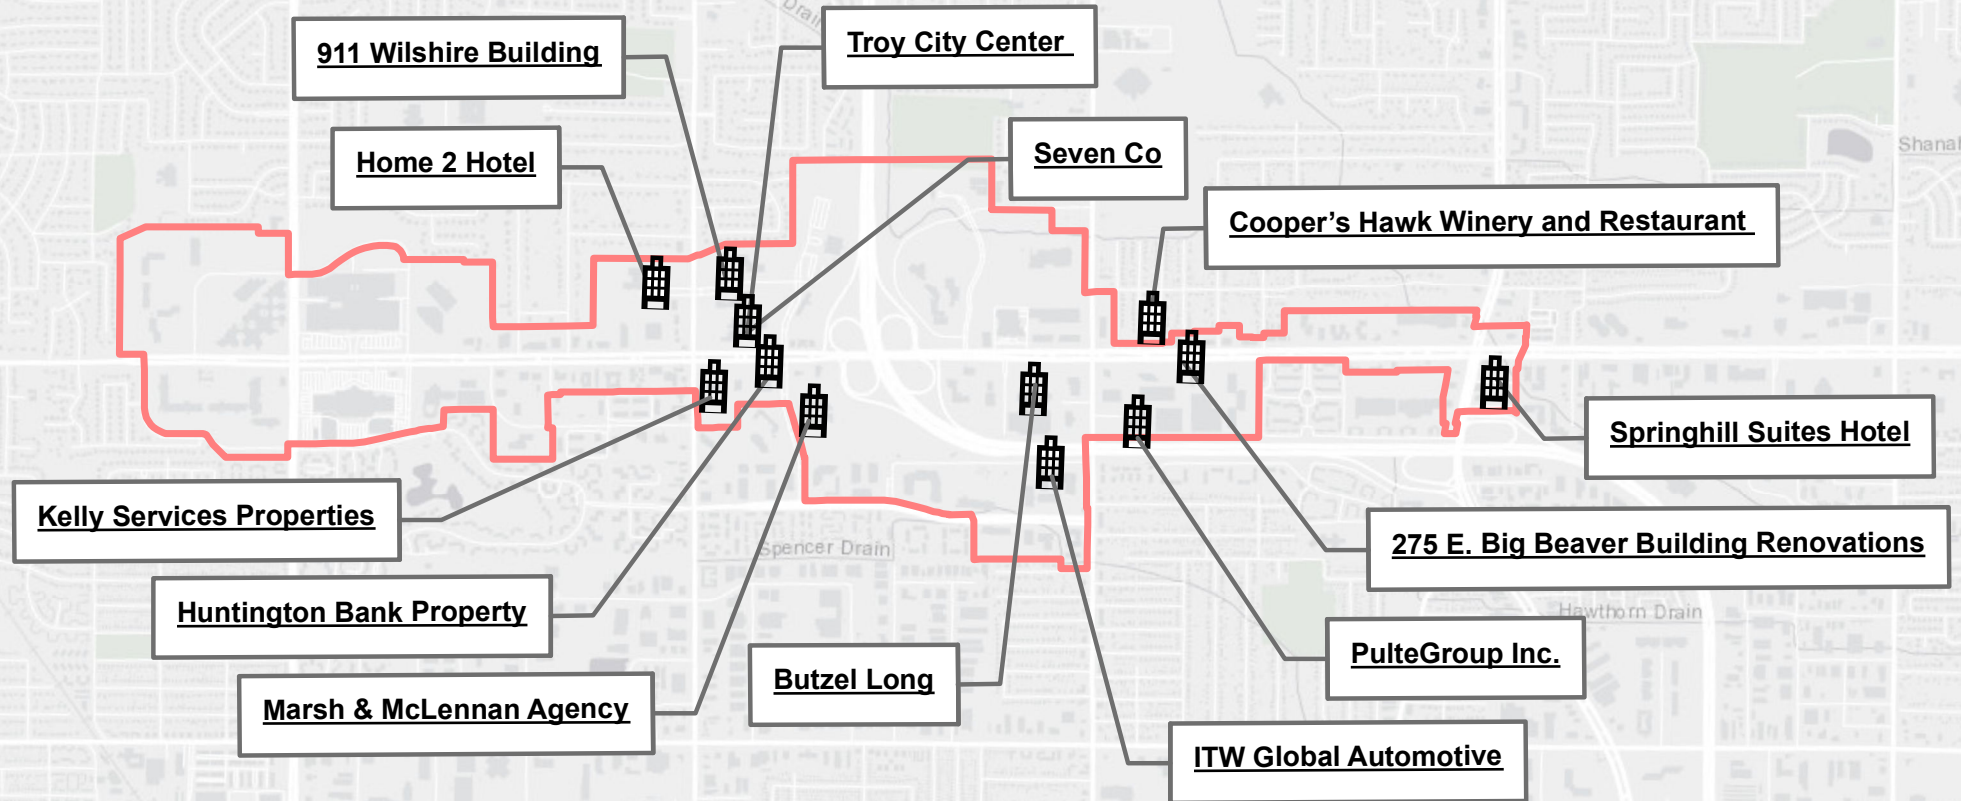 Drain
911 Wilshire Building
Troy City Center
Home 2 Hotel
Seven Co
Shanah
Cooper's Hawk Winery and Restaurant
Springhill Suites Hotel
Kelly Services Properties
275 E. Big Beaver Building Renovations
Spencer Drain
Huntington Bank Property
Hawthorn Drain
PulteGroup Inc.
Butzel Long
Marsh & McLennan Agency
ITW Global Automotive